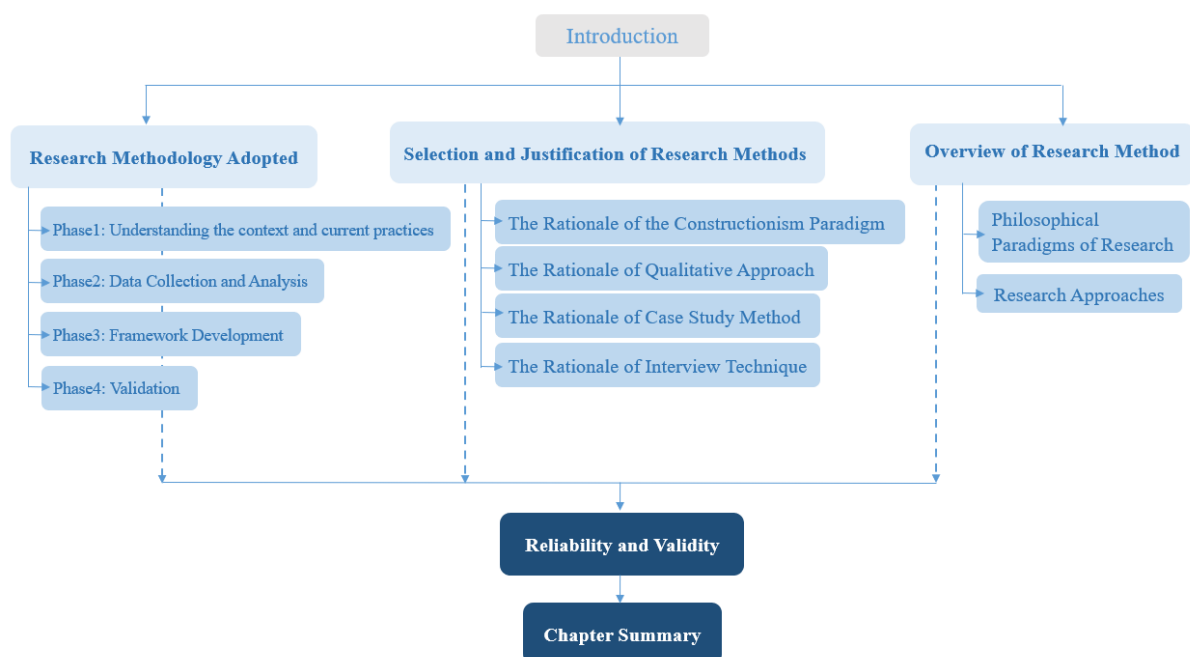 Introduction
Research Methodology Adopted
Phase1: Understanding the context and current practices
Phase2: Data Collection and Analysis
Phase3: Framework Development
Phase4: Validation
Selection and Justification of Research Methods
The Rationale of the Constructionism Paradigm
The Rationale of Qualitative Approach
The Rationale of Case Study Method
The Rationale of Interview Technique
Overview of Research Method
Philosophical
Paradigms of Research
Research Approaches
Reliability and Validity
Chapter Summary